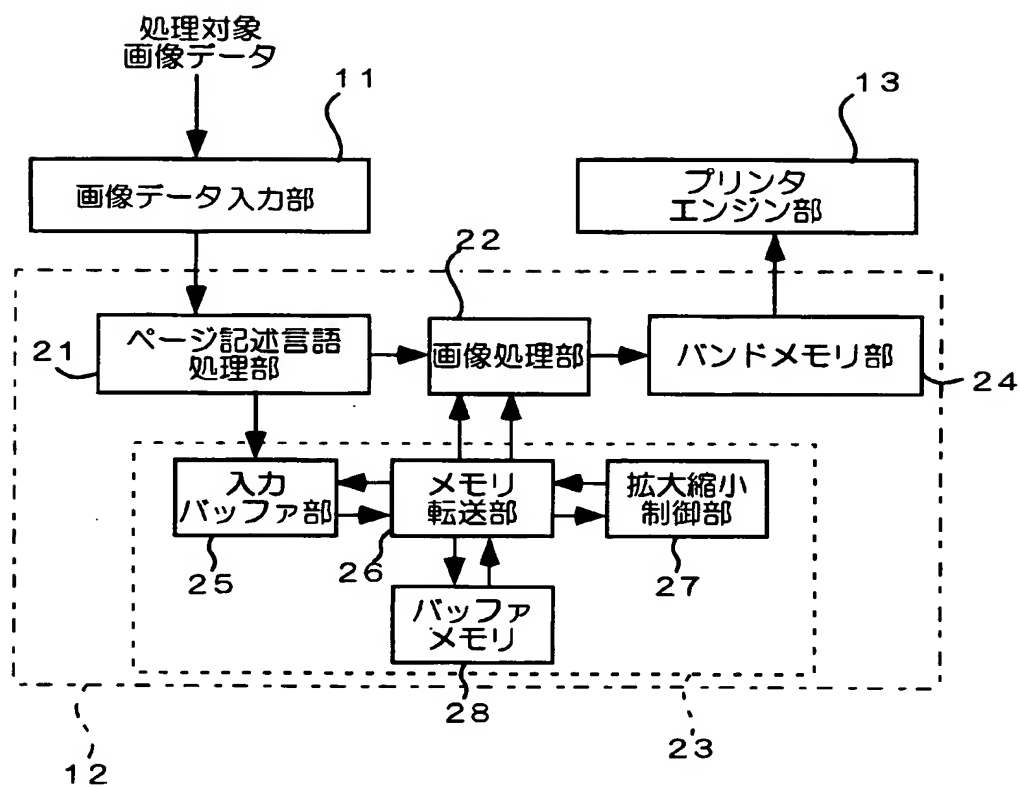 処理対象
画像データ
11
13
画像データ入力部
プリンタ
エンジン部
22
21
ページ記述言語
処理部
画像処理部
バンドメモリ部
24
入力
バッファ部
メモリ
転送部
拡大縮小
制御部
25
26
27
バッファ
メモリ
28
23
12